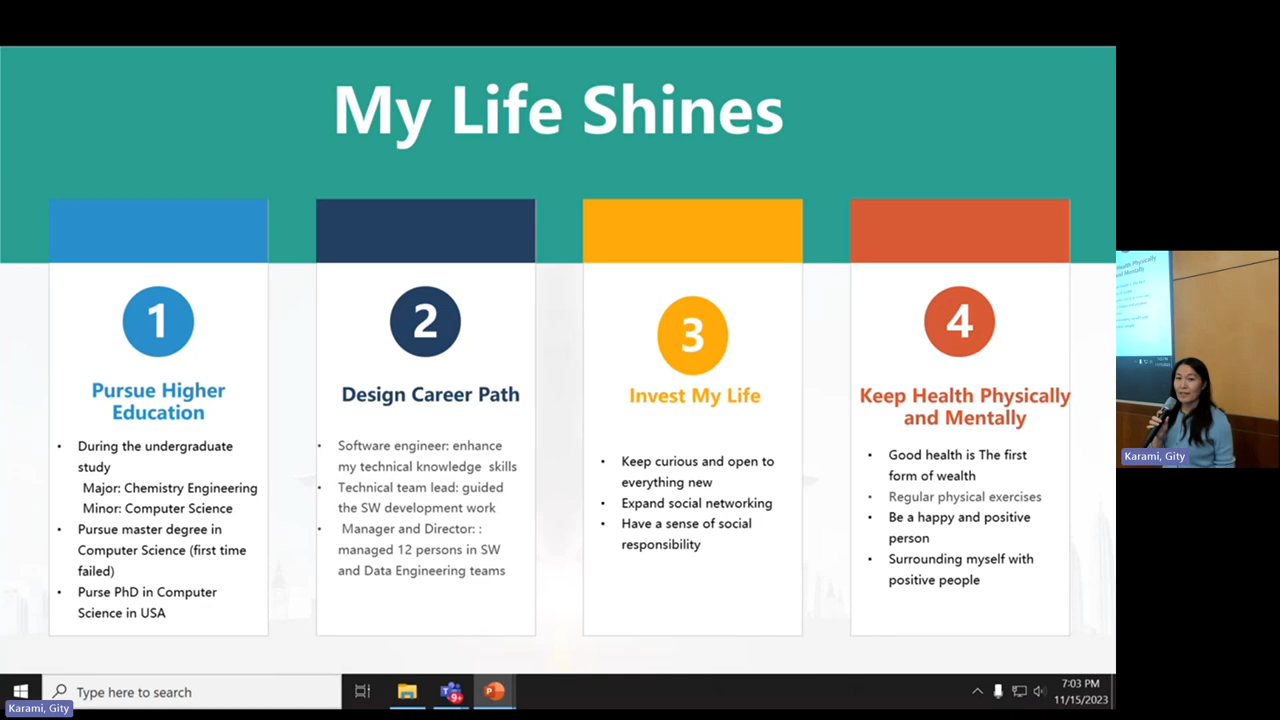 My Life Shines
1
Pursue Higher
Education
• During the undergraduate
study
Major: Chemistry Engineering
Minor: Computer Science
• Pursue master degree in
Computer Science (first time
failed)
• Purse PhD in Computer
Science in USA
2
Design Career Path
• Software engineer: enhance
my technical knowledge skills
• Technical team lead: guided
the SW development work
• Manager and Director: :
managed 12 persons in SW
and Data Engineering teams
3
Invest My Life
• Keep curious and open to
everything new
• Expand social networking
• Have a sense of social
responsibility
4
Keep Health Physically
and Mentally
• Good health is The first
form of wealth
• Regular physical exercises
• Be a happy and positive
person
• Surrounding myself with
positive people
Health Physically
and Mentally
Karami, Gity
Type here to search
9+
7:03 PM
11/15/2023
Karami, Gity